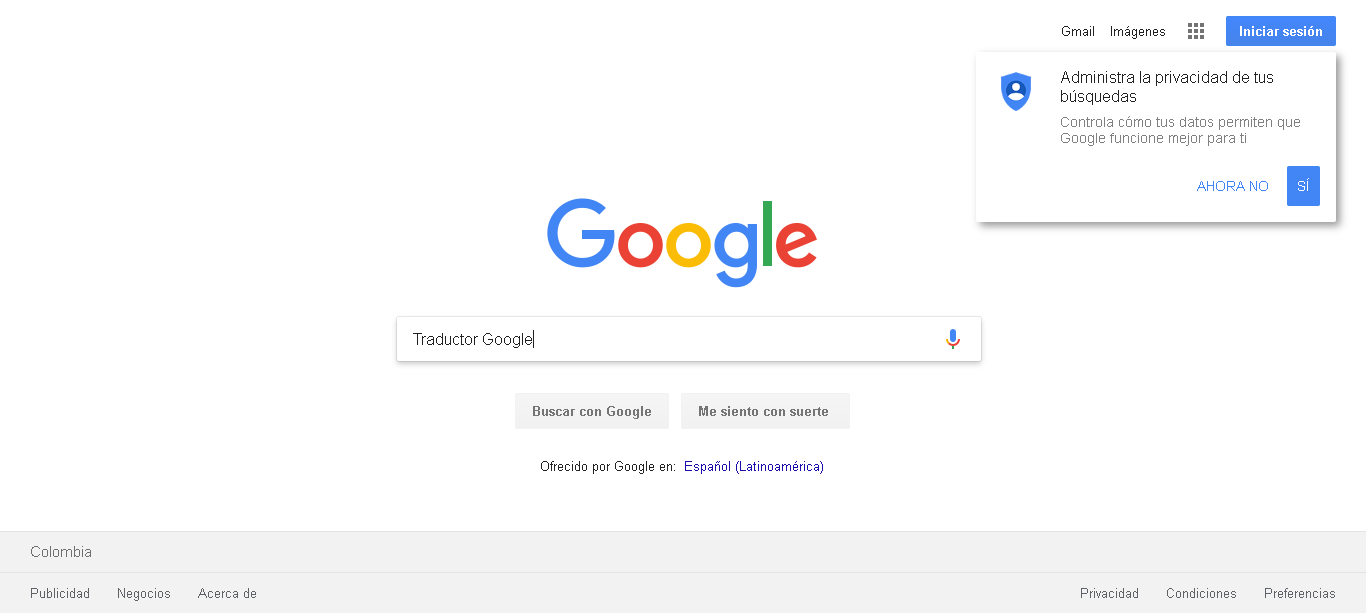 Gmail Imágenes Iniciar sesión
Administra la privacidad de tus
búsquedas
Controla cómo tus datos permiten que
Google funcione mejor para ti
AHORA NO SÍ
Google
Traductor Google
Buscar con Google Me siento con suerte
Ofrecido por Google en: Español (Latinoamérica)
Colombia
Publicidad Negocios Acerca de Privacidad Condiciones Preferencias